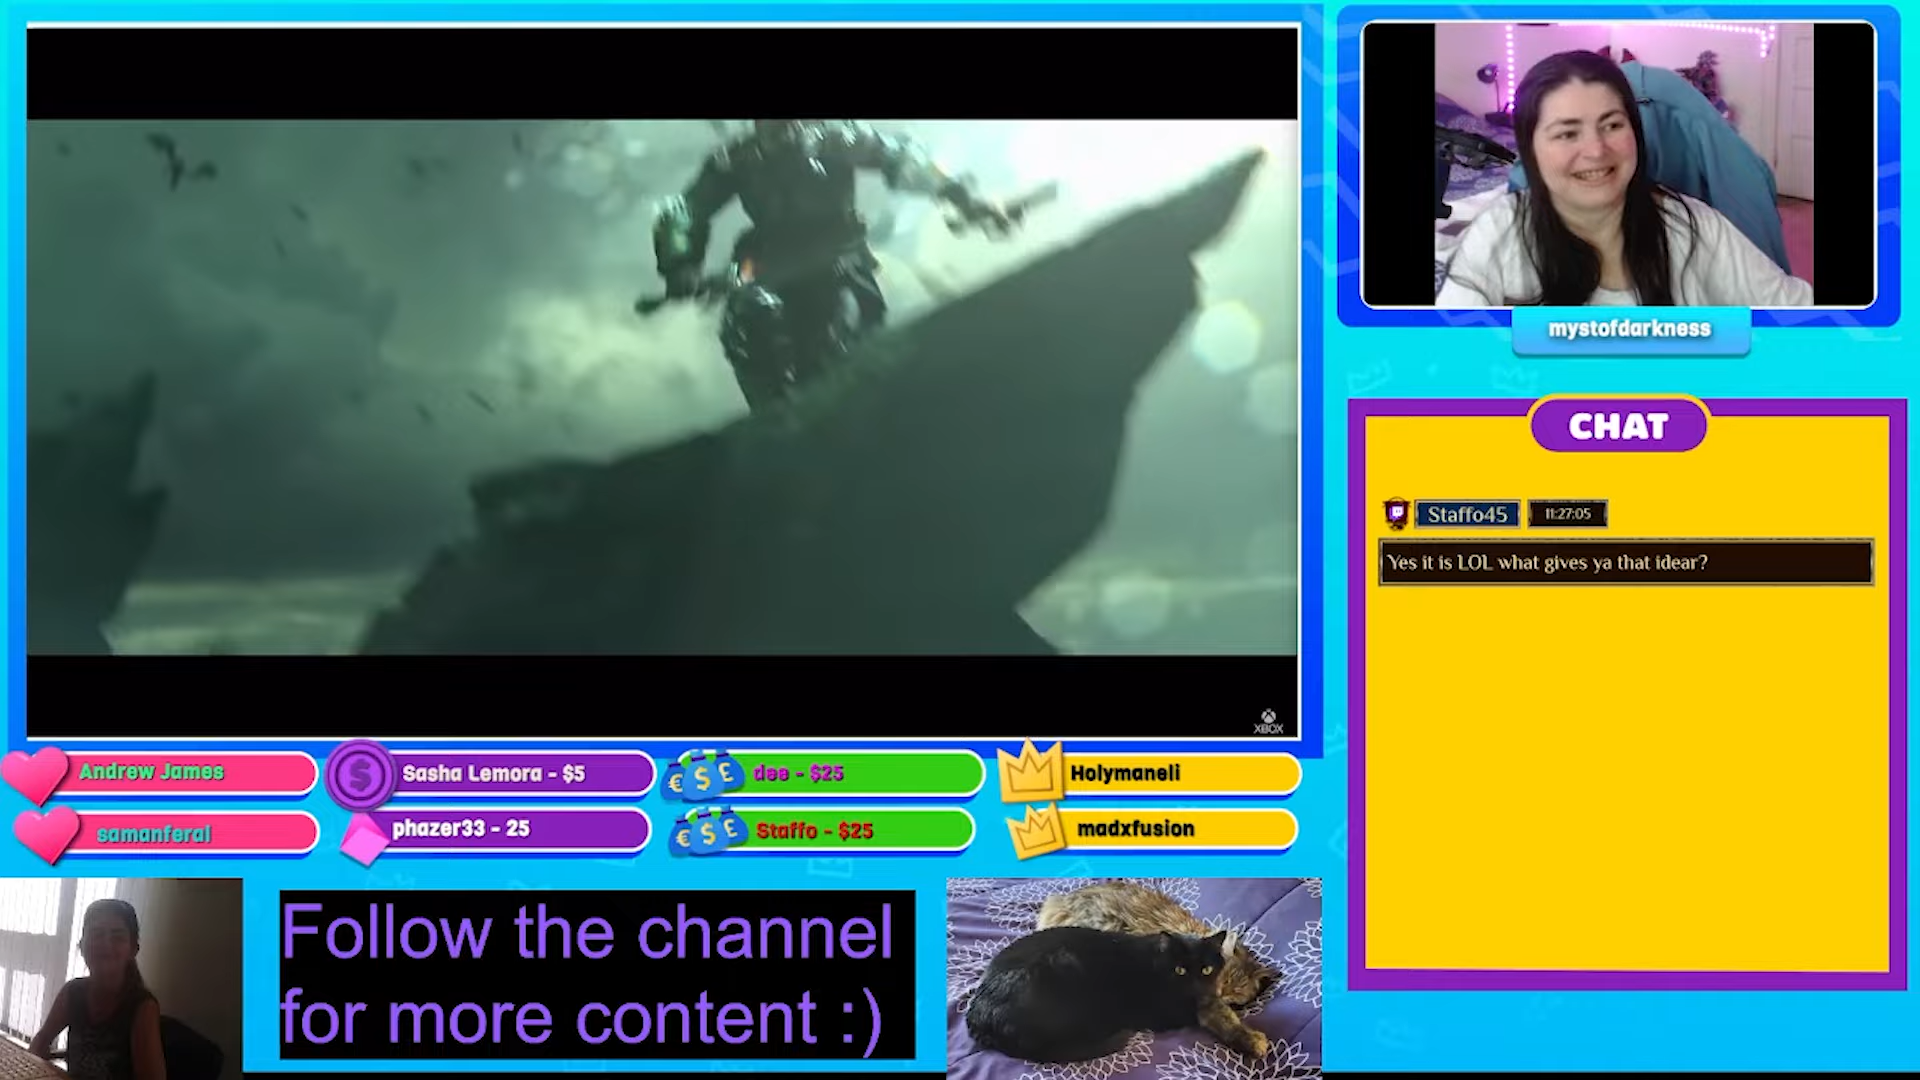 XBOX
mystofdarkness
CHAT
Staffo45 11:27:05
Yes it is LOL what gives ya that idear?
Andrew James
Sasha Lemora - $5
dee - $25
Holymaneli
samanferal
phazer33 - 25
Staffo - $25
madxfusion
Follow the channel
for more content :)